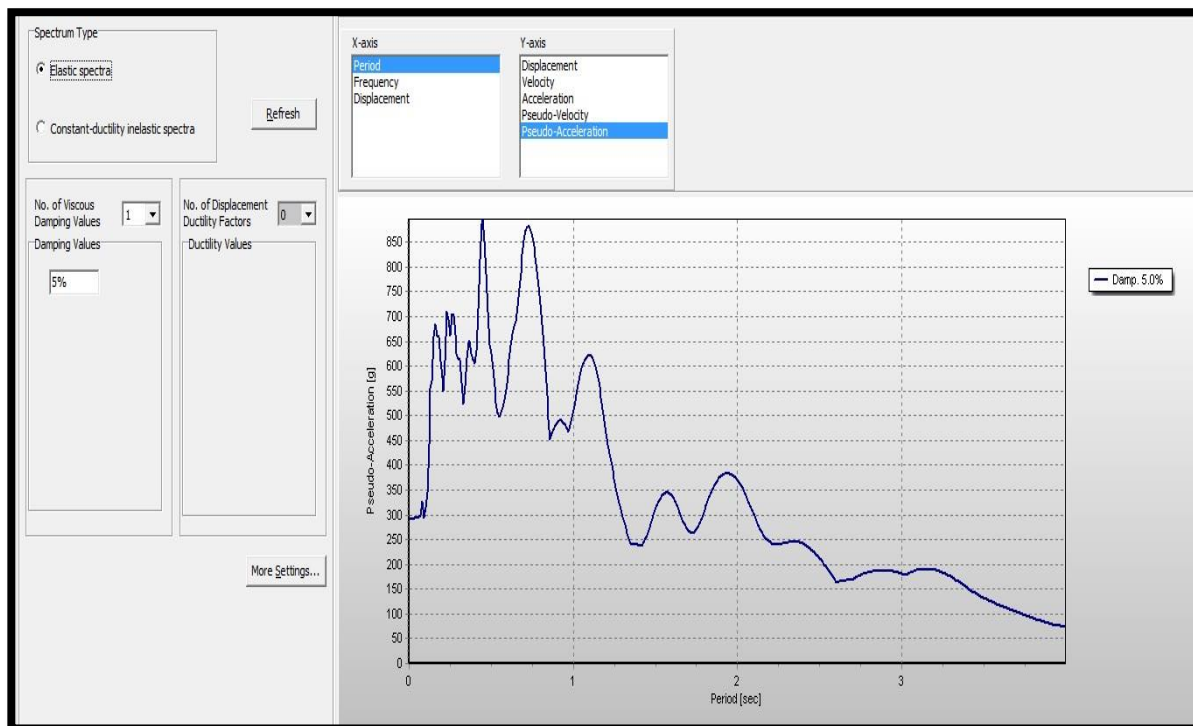 Spectrum Type
Elastic spectra
Constant-ductility inelastic spectra
Refresh
X-axis
Period
Frequency
Displacement
Y-axis
Displacement
Velocity
Acceleration
Pseudo-Velocity
Pseudo-Acceleration
No. of Viscous
Damping Values
1
No. of Displacement
Ductility Factors
0
Damping Values
5%
Ductility Values
More Settings...
Pseudo-Acceleration [g]
850
800
750
700
650
600
550
500
450
400
350
300
250
200
150
100
50
0
0 1 2 3
Period [sec]
Damp. 5.0%